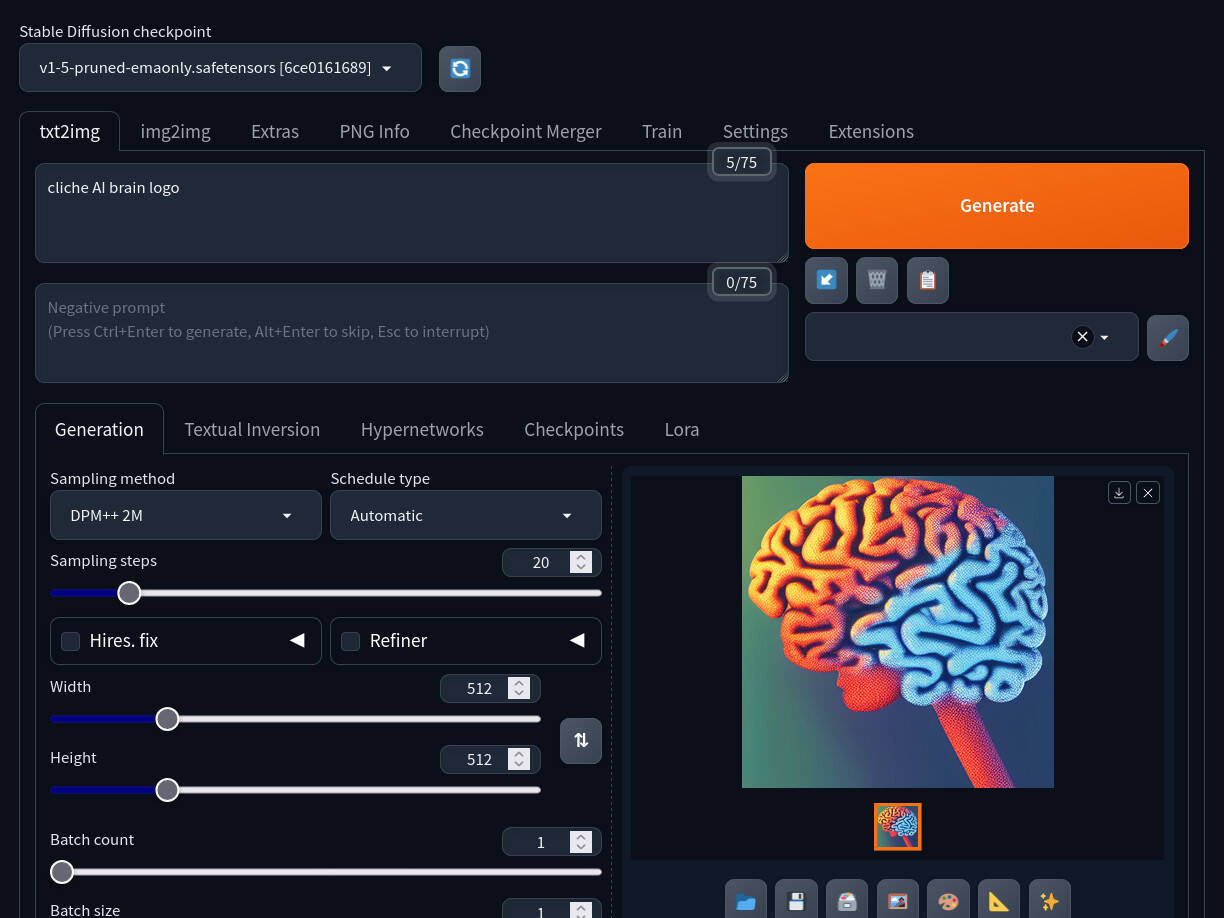 Stable Diffusion checkpoint
v1-5-pruned-emaonly.safetensors [6ce0161689]
txt2img img2img Extras PNG Info Checkpoint Merger Train Settings Extensions
5/75
cliche AI brain logo
Generate
0/75
Negative prompt
(Press Ctrl+Enter to generate, Alt+Enter to skip, Esc to interrupt)
Generation Textual Inversion Hypernetworks Checkpoints Lora
Sampling method Schedule type
DPM++ 2M Automatic
Sampling steps 20
Hires. fix Refiner
Width 512
Height 512
Batch count 1
Batch size 1